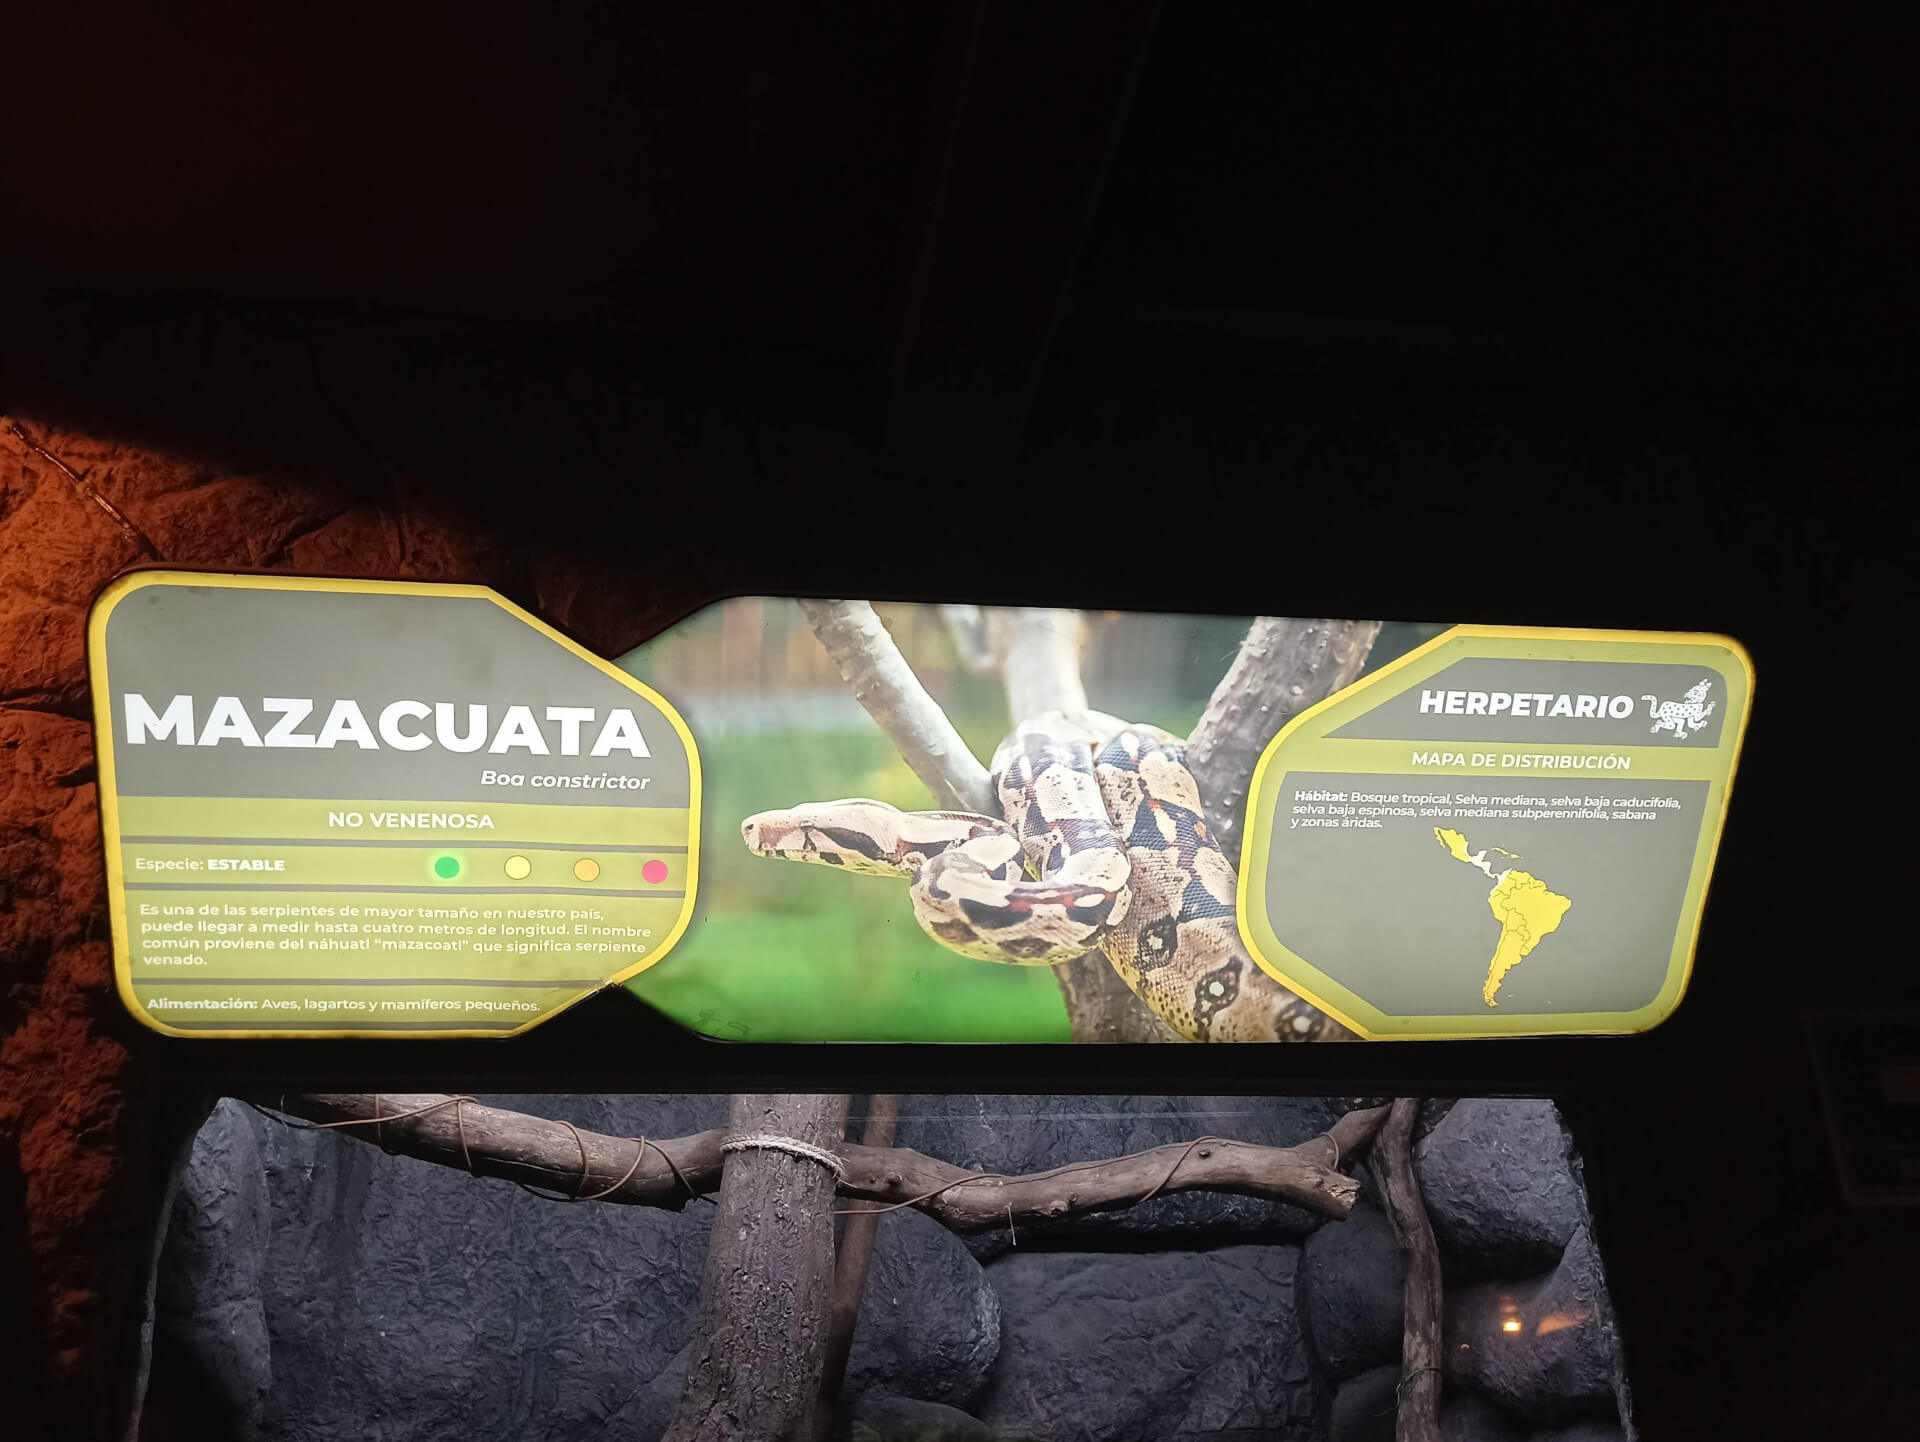 MAZACUATA
Boa constrictor
NO VENENOSA
Especie: ESTABLE
Es una de las serpientes de mayor tamaño en nuestro país,
puede llegar a medir hasta cuatro metros de longitud. El nombre
común proviene del náhuatl “mazacoatl” que significa serpiente
venado.
Alimentación: Aves, lagartos y mamíferos pequeños.
HERPETARIO
MAPA DE DISTRIBUCIÓN
Hábitat: Bosque tropical, Selva mediana, selva baja caducifolia,
selva baja espinosa, selva mediana subperennifolia, sabana
y zonas áridas.